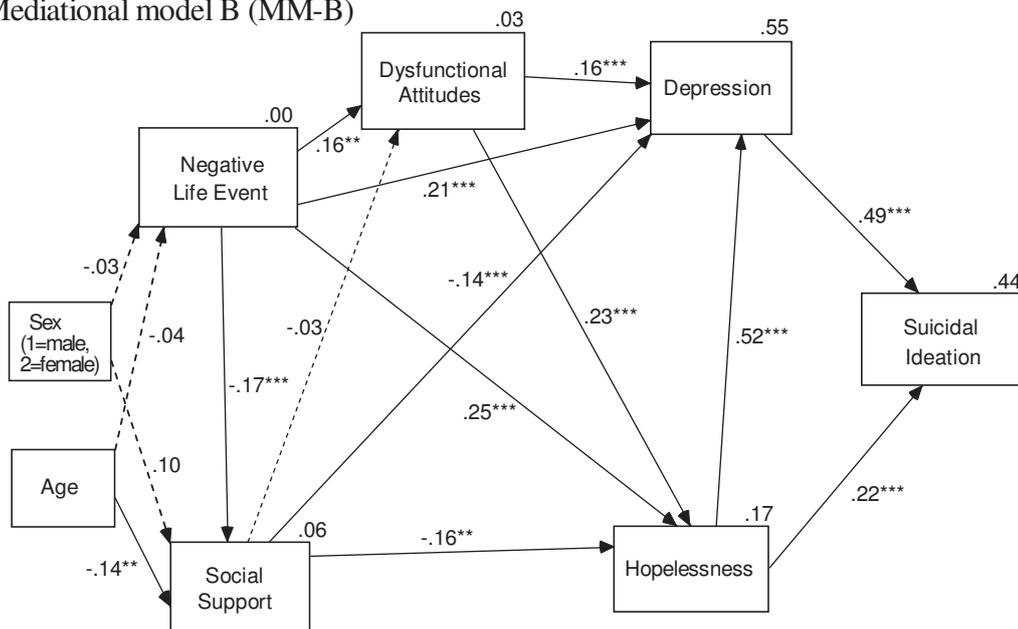 Mediational model B (MM-B)
.03
.55
Dysfunctional
Attitudes
.16***
Depression
.00
.16**
Negative
Life Event
.21***
.49***
-.03
-.14***
.44
Sex
(1=male,
2=female)
-.04
-.03
.23***
.52***
Suicidal
Ideation
-.17***
.25***
.10
Age
.22***
.17
.06
-.16**
-.14**
Social
Support
Hopelessness